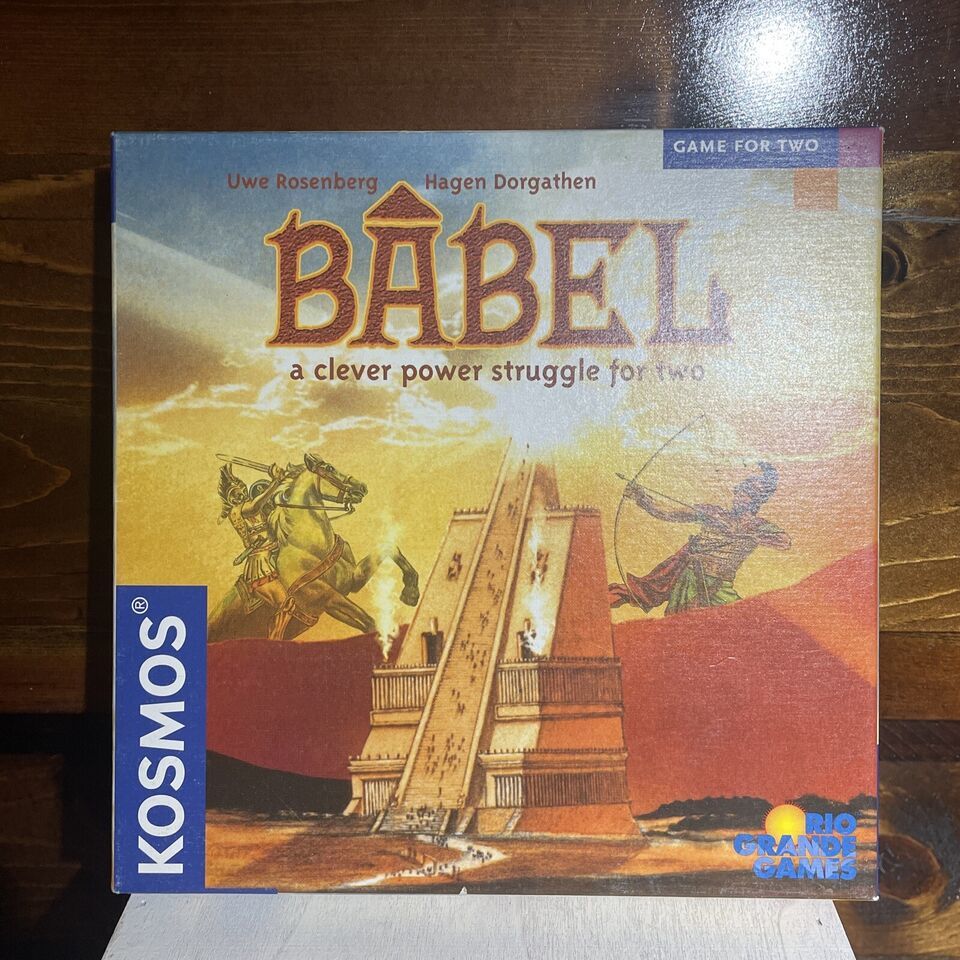 GAME FOR TWO
Uwe Rosenberg Hagen Dorgathen
BABEL
a clever power struggle for two
KOSMOS®
RIO
GRANDE
GAMES